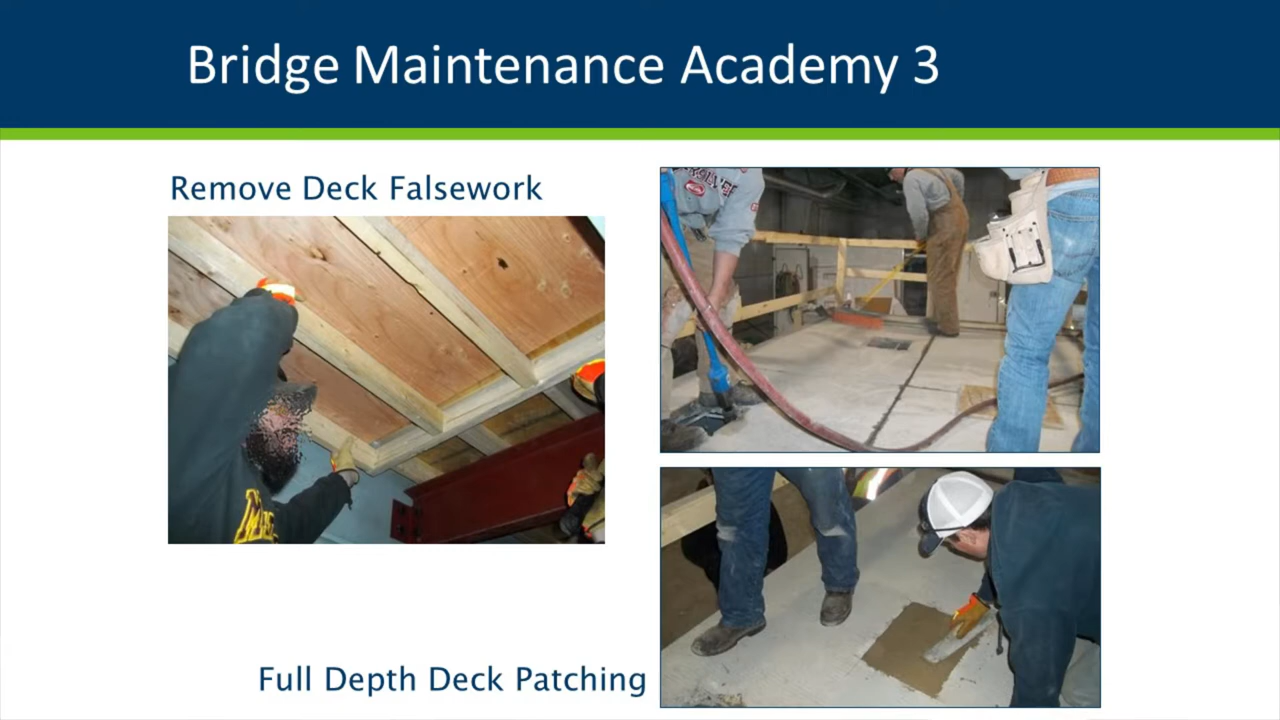 Bridge Maintenance Academy 3
Remove Deck Falsework
Full Depth Deck Patching